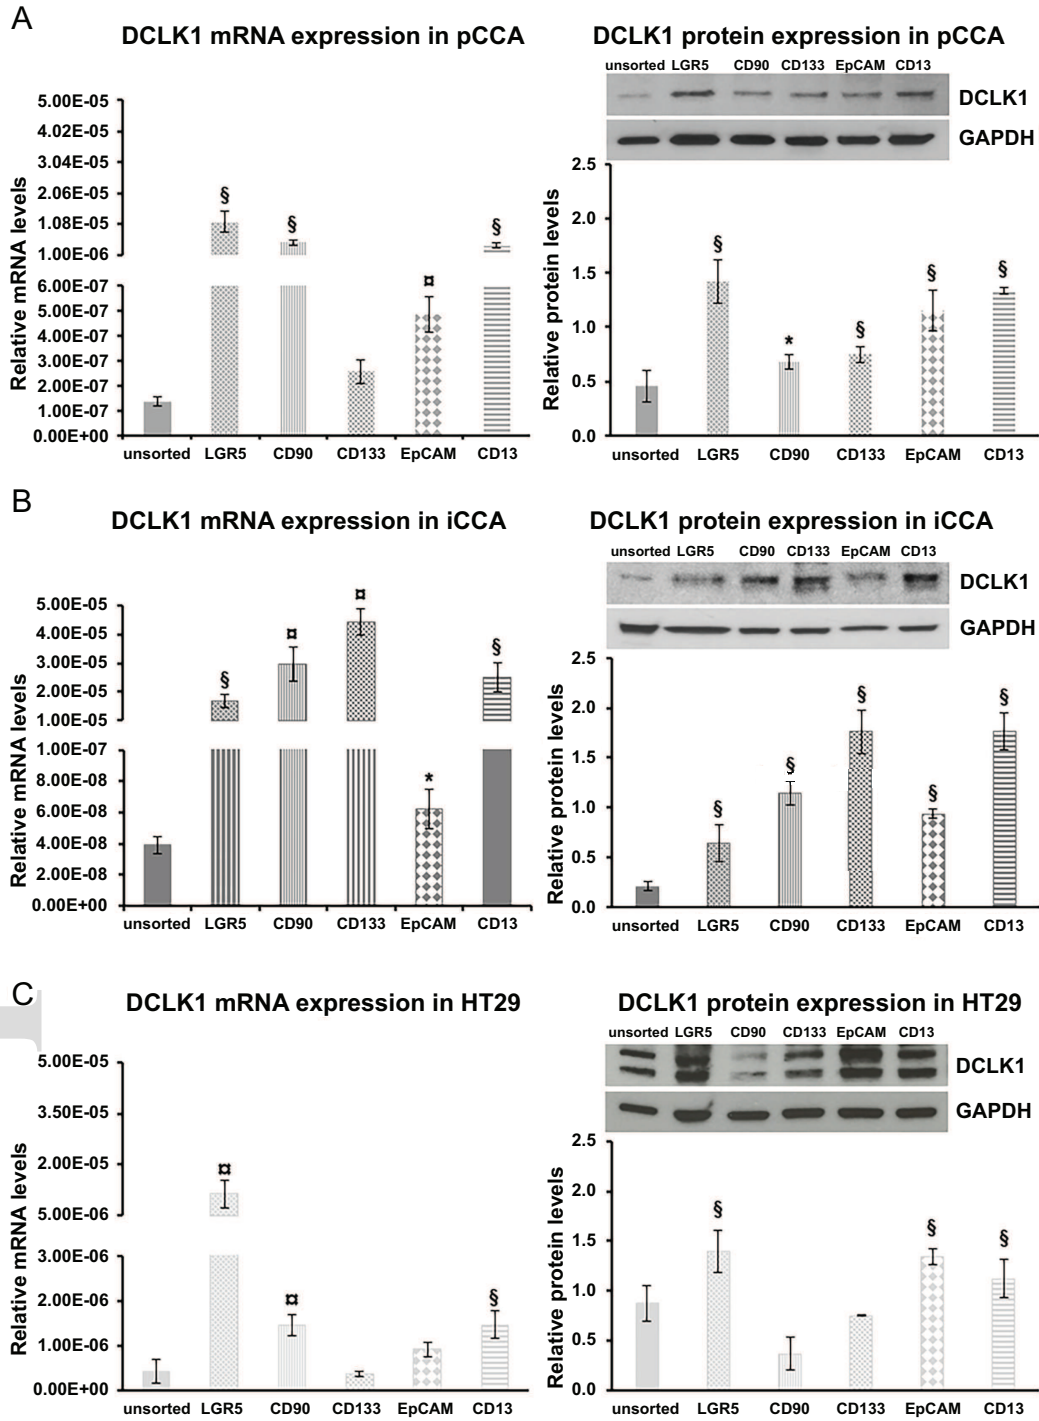 A
DCLK1 mRNA expression in pCCA
Relative mRNA levels
5.00E-05
4.02E-05
3.04E-05
2.06E-05
1.08E-05
1.00E-06
6.00E-07
5.00E-07
4.00E-07
3.00E-07
2.00E-07
1.00E-07
0.00E+00
§ § ¤ §
unsorted LGR5 CD90 CD133 EpCAM CD13
DCLK1 protein expression in pCCA
unsorted LGR5 CD90 CD133 EpCAM CD13
DCLK1
GAPDH
Relative protein levels
2.5
2.0
1.5
1.0
0.5
0.0
§ * § § §
unsorted LGR5 CD90 CD133 EpCAM CD13
B
DCLK1 mRNA expression in iCCA
Relative mRNA levels
5.00E-05
4.00E-05
3.00E-05
2.00E-05
1.00E-05
1.00E-07
8.00E-08
6.00E-08
4.00E-08
2.00E-08
0.00E+00
§ ¤ ¤ * §
unsorted LGR5 CD90 CD133 EpCAM CD13
DCLK1 protein expression in iCCA
unsorted LGR5 CD90 CD133 EpCAM CD13
DCLK1
GAPDH
Relative protein levels
2.5
2.0
1.5
1.0
0.5
0.0
§ § § § §
unsorted LGR5 CD90 CD133 EpCAM CD13
C
DCLK1 mRNA expression in HT29
Relative mRNA levels
5.00E-05
3.50E-05
2.00E-05
5.00E-06
3.00E-06
2.00E-06
1.00E-06
0.00E+00
¤ ¤ §
unsorted LGR5 CD90 CD133 EpCAM CD13
DCLK1 protein expression in HT29
unsorted LGR5 CD90 CD133 EpCAM CD13
DCLK1
GAPDH
Relative protein levels
2.5
2.0
1.5
1.0
0.5
0.0
§ § §
unsorted LGR5 CD90 CD133 EpCAM CD13